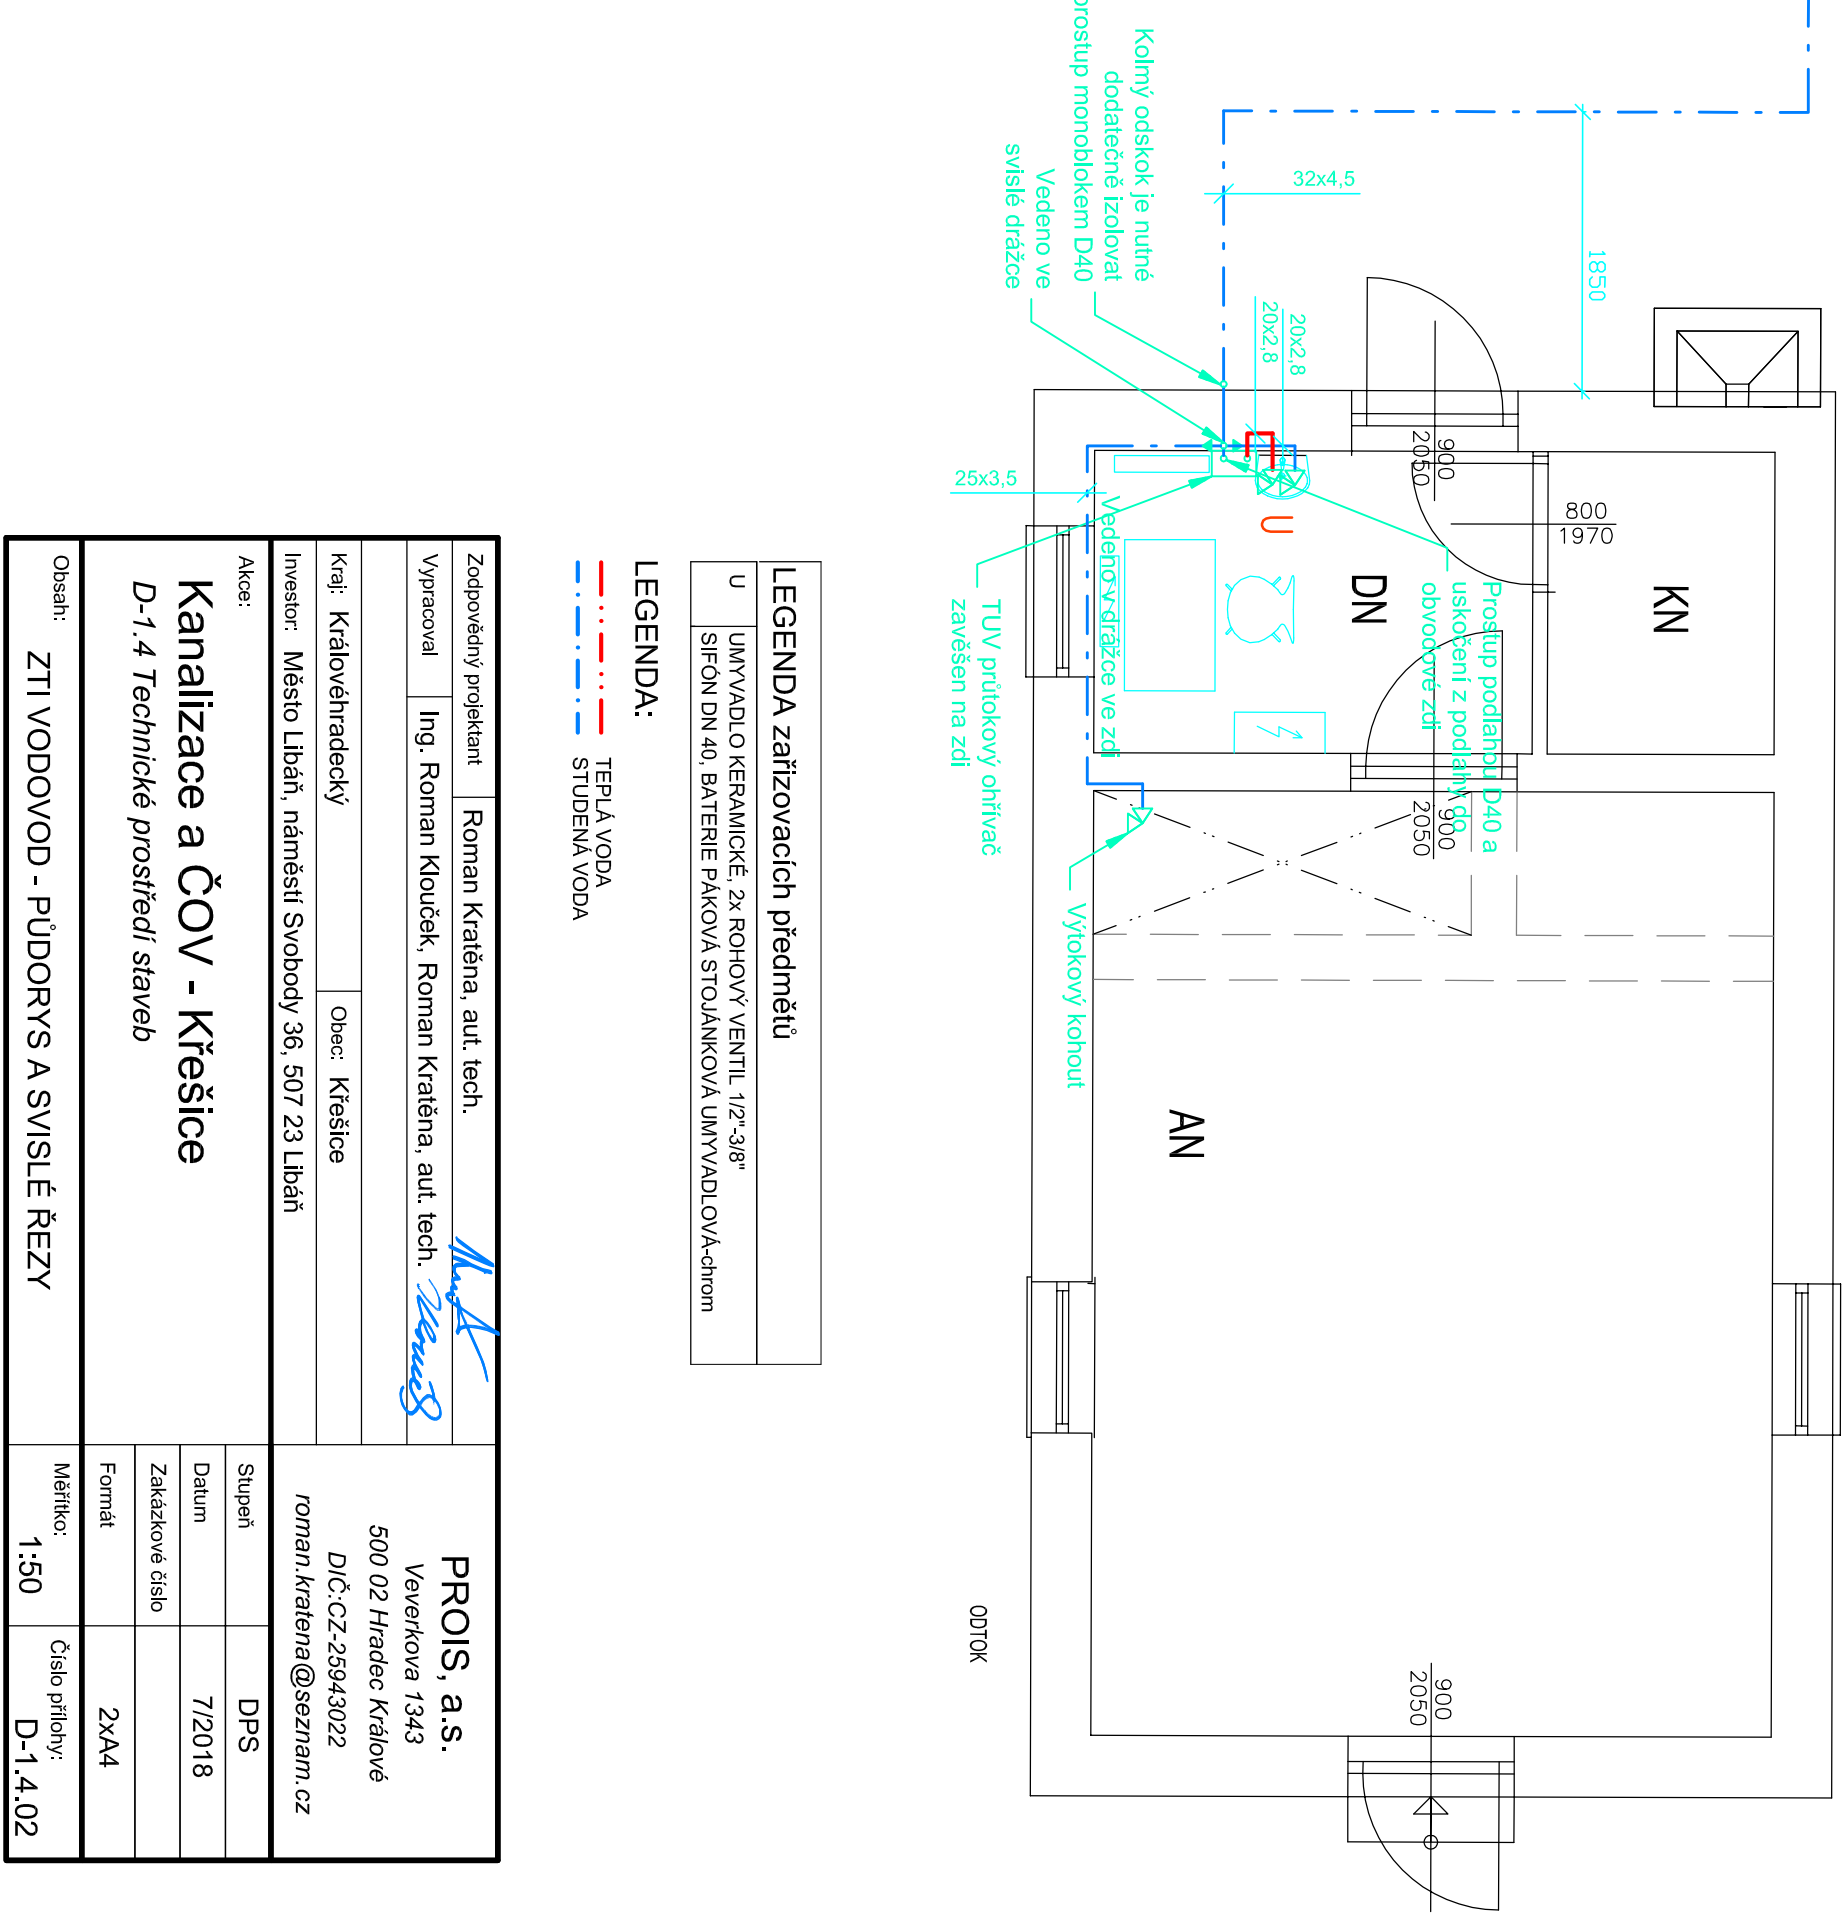 Kolmý odskok je nutné
dodatečně izolovat
prostup monoblokem D40
Vedeno ve
svislé drážce
32x4,5
1850
20x2,8
20x2,8
25x3,5
900
2050
800
1970
KN
DN
U
Vedeno v drážce ve zdi
Prostup podlahou D40 a
uskočení z podlahy do
obvodové zdi
TUV průtokový ohřívač
zavěšen na zdi
900
2050
Výtokový kohout
AN
ODTOK
900
2050
LEGENDA zařizovacích předmětů
U
UMYVADLO KERAMICKÉ, 2x ROHOVÝ VENTIL 1/2"-3/8"
SIFÓN DN 40, BATERIE PÁKOVÁ STOJÁNKOVÁ UMYVADLOVÁ-chrom
LEGENDA:
TEPLÁ VODA
STUDENÁ VODA
Zodpovědný projektant Roman Kratěna, aut. tech.
Vypracoval Ing. Roman Klouček, Roman Kratěna, aut. tech.
Kraj: Královéhradecký Obec: Křešice
Investor: Město Libáň, náměstí Svobody 36, 507 23 Libáň
PROIS, a.s.
Veverkova 1343
500 02 Hradec Králové
DIČ:CZ-25943022
roman.kratena@seznam.cz
Akce:
Kanalizace a ČOV - Křešice
D-1.4 Technické prostředí staveb
Stupeň DPS
Datum 7/2018
Zakázkové číslo
Formát 2xA4
Obsah:
ZTI VODOVOD - PŮDORYS A SVISLÉ ŘEZY
Měřítko:
1:50
Číslo přílohy:
D-1.4.02